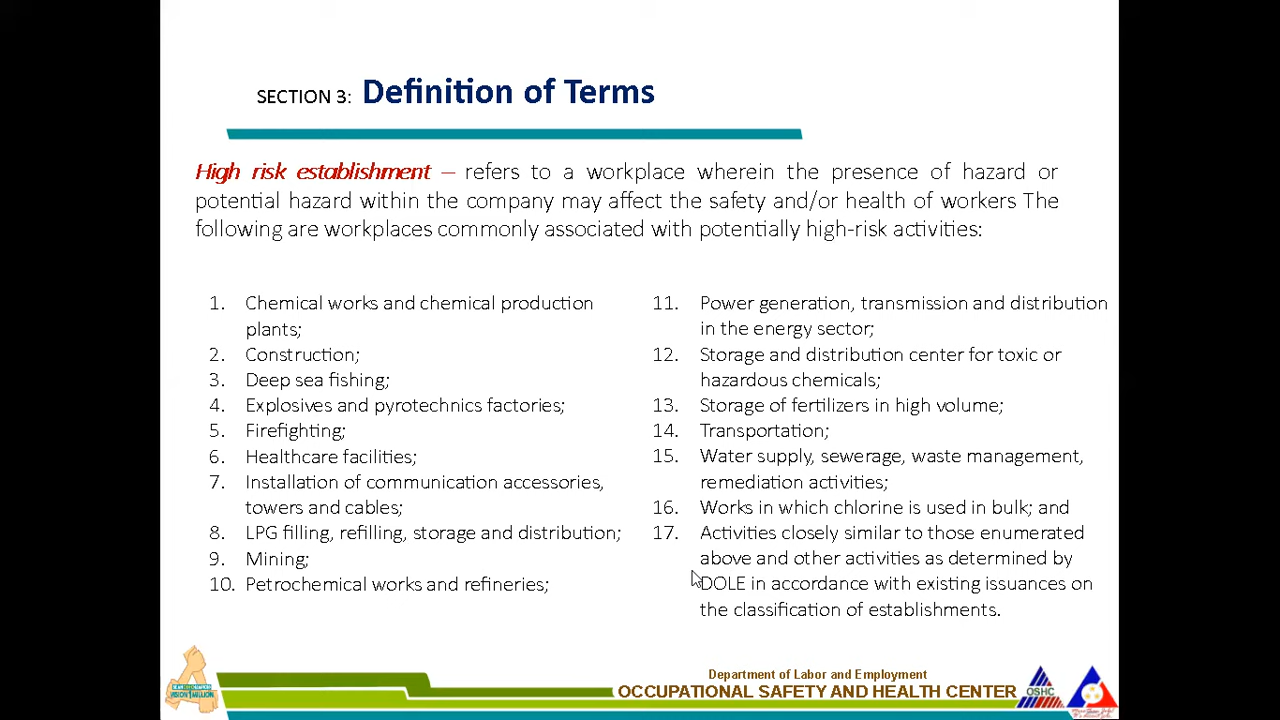 SECTION 3: Definition of Terms
High risk establishment – refers to a workplace wherein the presence of hazard or
potential hazard within the company may affect the safety and/or health of workers The
following are workplaces commonly associated with potentially high-risk activities:
1. Chemical works and chemical production
plants;
2. Construction;
3. Deep sea fishing;
4. Explosives and pyrotechnics factories;
5. Firefighting;
6. Healthcare facilities;
7. Installation of communication accessories,
towers and cables;
8. LPG filling, refilling, storage and distribution;
9. Mining;
10. Petrochemical works and refineries;
11. Power generation, transmission and distribution
in the energy sector;
12. Storage and distribution center for toxic or
hazardous chemicals;
13. Storage of fertilizers in high volume;
14. Transportation;
15. Water supply, sewerage, waste management,
remediation activities;
16. Works in which chlorine is used in bulk; and
17. Activities closely similar to those enumerated
above and other activities as determined by
DOLE in accordance with existing issuances on
the classification of establishments.
Department of Labor and Employment
OCCUPATIONAL SAFETY AND HEALTH CENTER
OSHC